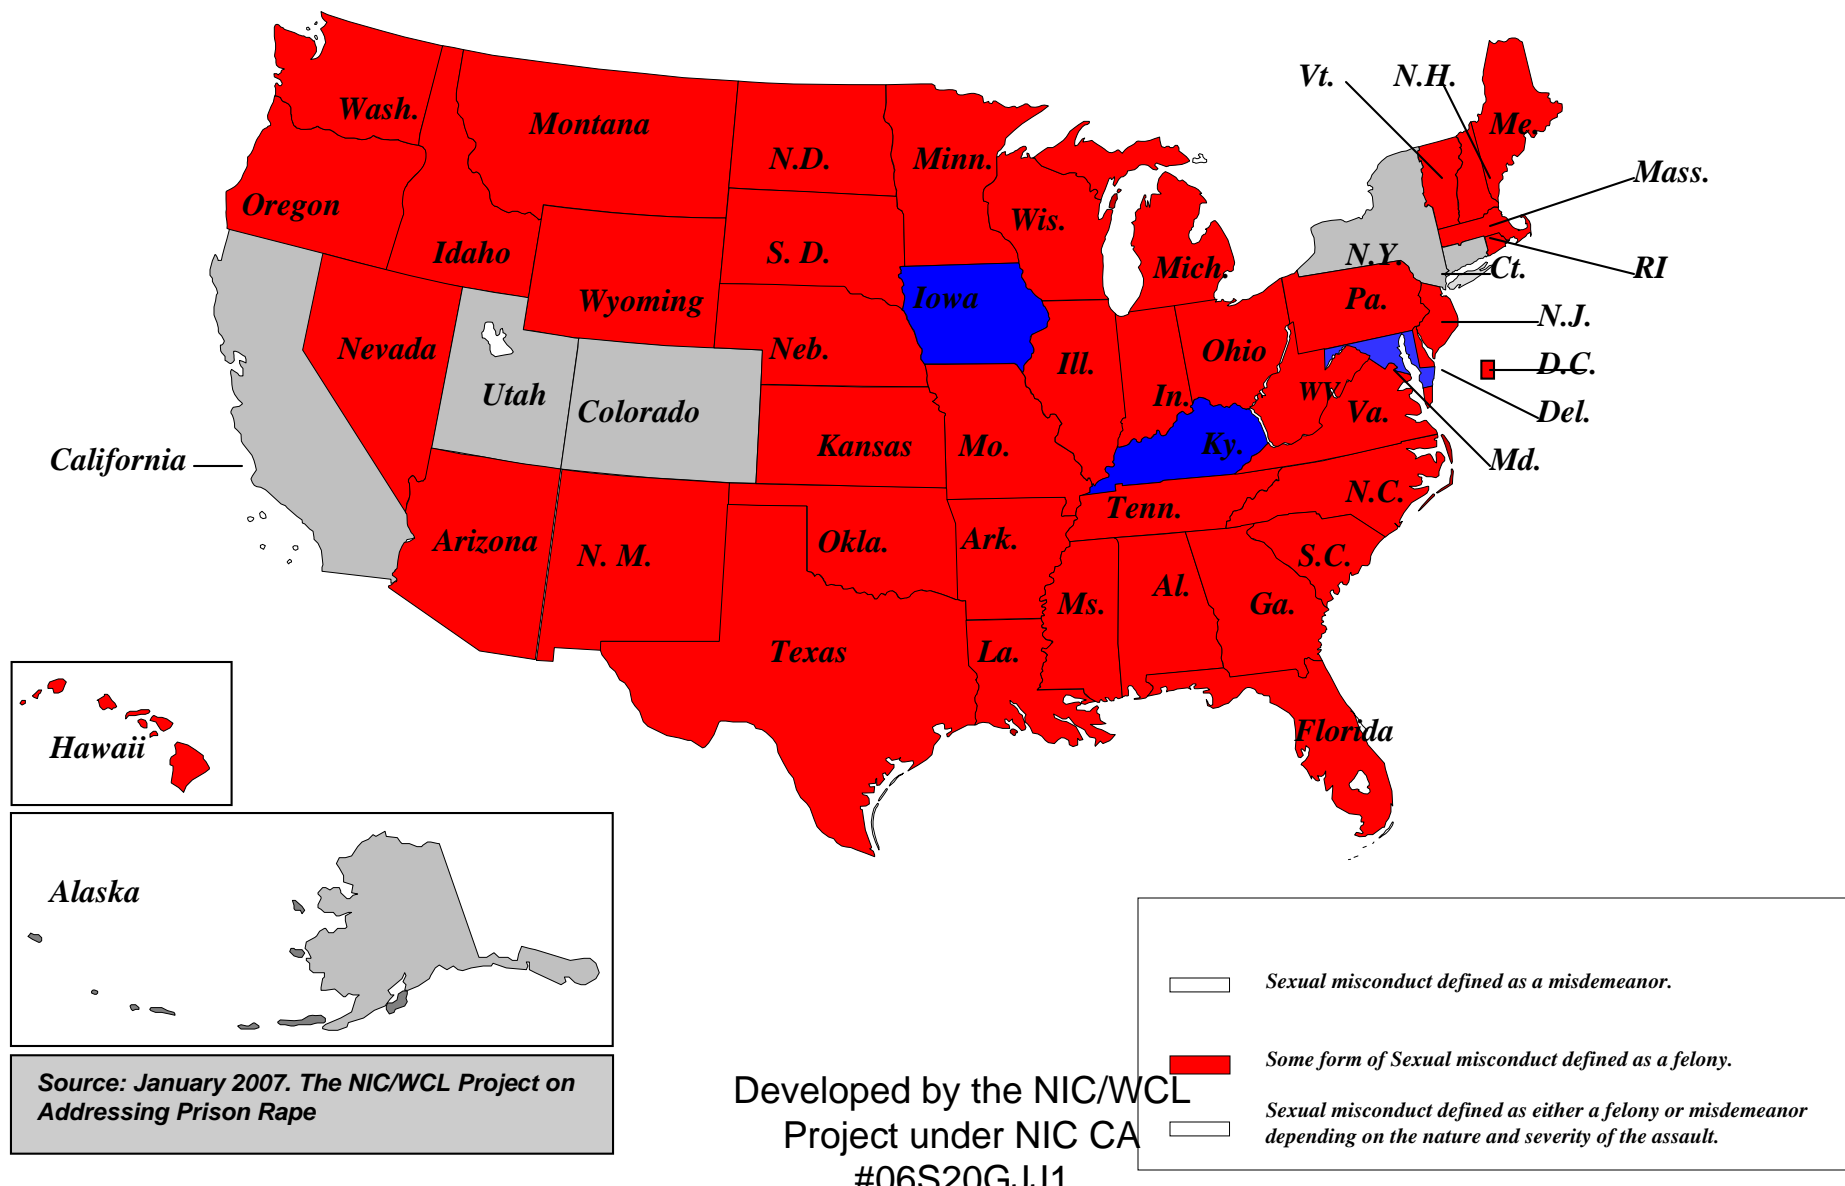 Vt.
N.H.
Wash.
Montana
Me.
N.D.
Minn.
Mass.
Oregon
Wis.
Idaho
S. D.
N.Y.
Mich.
Ct.
RI
Wyoming
Iowa
Pa.
N.J.
Nevada
Neb.
Ill.
Ohio
D.C.
Utah
Colorado
In.
WV
Va.
Del.
California
Kansas
Mo.
Ky.
Md.
N.C.
Tenn.
Arizona
N. M.
Okla.
Ark.
S.C.
Ms.
Al.
Ga.
Texas
La.
Florida
Hawaii
Alaska
Sexual misconduct defined as a misdemeanor.
Some form of Sexual misconduct defined as a felony.
Sexual misconduct defined as either a felony or misdemeanor
depending on the nature and severity of the assault.
Source: January 2007. The NIC/WCL Project on
Addressing Prison Rape
Developed by the NIC/WCL
Project under NIC CA
#06S20GJJ1